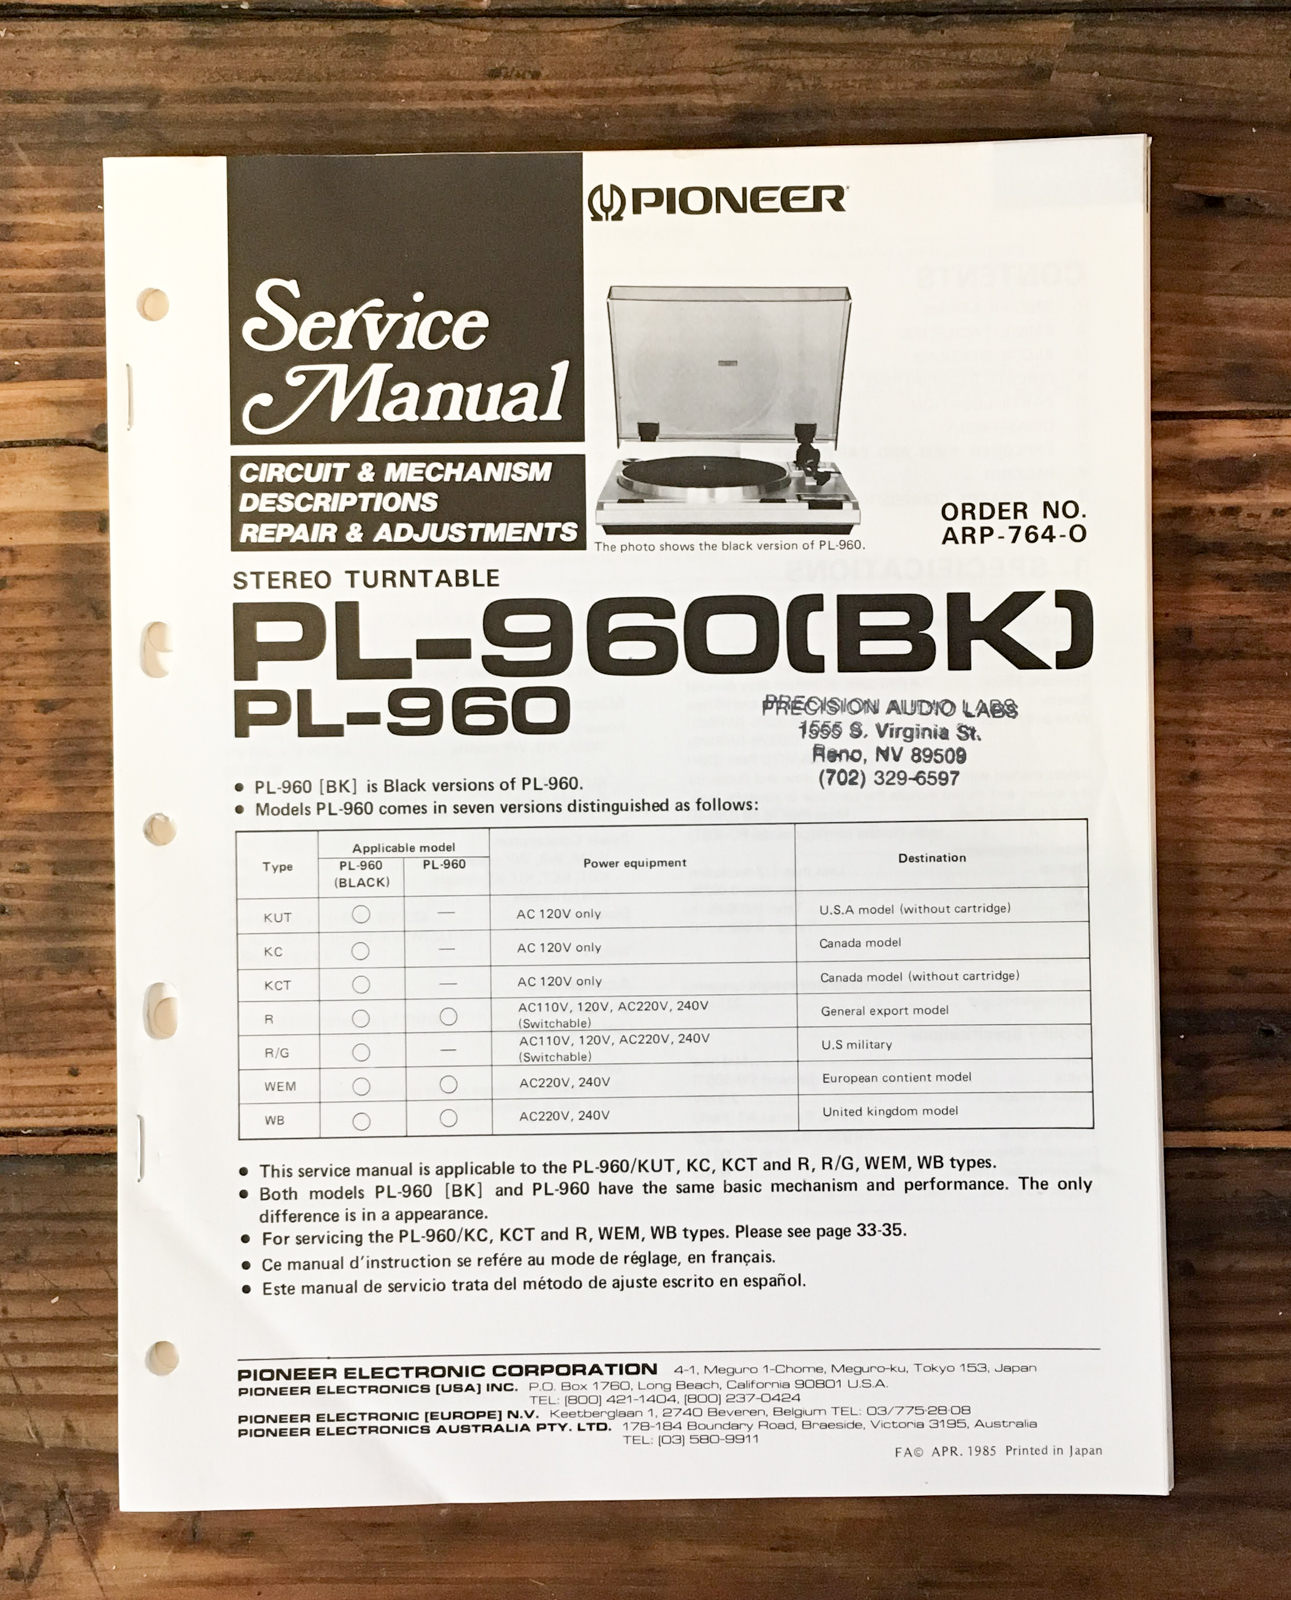 PIONEER
Service
Manual
CIRCUIT & MECHANISM
DESCRIPTIONS
REPAIR & ADJUSTMENTS
The photo shows the black version of PL-960.
ORDER NO.
ARP-764-O
STEREO TURNTABLE
PL-960(BK)
PL-960
PRECISION AUDIO LABS
1555 S. Virginia St.
Reno, NV 89509
(702) 329-6597
● PL-960 [BK] is Black versions of PL-960.
● Models PL-960 comes in seven versions distinguished as follows:
Type Applicable model Power equipment Destination
PL-960 (BLACK) PL-960
KUT ○ — AC 120V only U.S.A model (without cartridge)
KC ○ — AC 120V only Canada model
KCT ○ — AC 120V only Canada model (without cartridge)
R ○ ○ AC110V, 120V, AC220V, 240V (Switchable) General export model
R/G ○ — AC110V, 120V, AC220V, 240V (Switchable) U.S military
WEM ○ ○ AC220V, 240V European contient model
WB ○ ○ AC220V, 240V United kingdom model
● This service manual is applicable to the PL-960/KUT, KC, KCT and R, R/G, WEM, WB types.
● Both models PL-960 [BK] and PL-960 have the same basic mechanism and performance. The only
difference is in a appearance.
● For servicing the PL-960/KC, KCT and R, WEM, WB types. Please see page 33-35.
● Ce manual d'instruction se refére au mode de réglage, en français.
● Este manual de servicio trata del método de ajuste escrito en español.
PIONEER ELECTRONIC CORPORATION 4-1, Meguro 1-Chome, Meguro-ku, Tokyo 153, Japan
PIONEER ELECTRONICS [USA] INC. P.O. Box 1760, Long Beach, California 90801 U.S.A.
TEL: [800] 421-1404, [800] 237-0424
PIONEER ELECTRONIC [EUROPE] N.V. Keetberglaan 1, 2740 Beveren, Belgium TEL: 03/775-28-08
PIONEER ELECTRONICS AUSTRALIA PTY. LTD. 178-184 Boundary Road, Braeside, Victoria 3195, Australia
TEL: [03] 580-9911
FA© APR. 1985 Printed in Japan